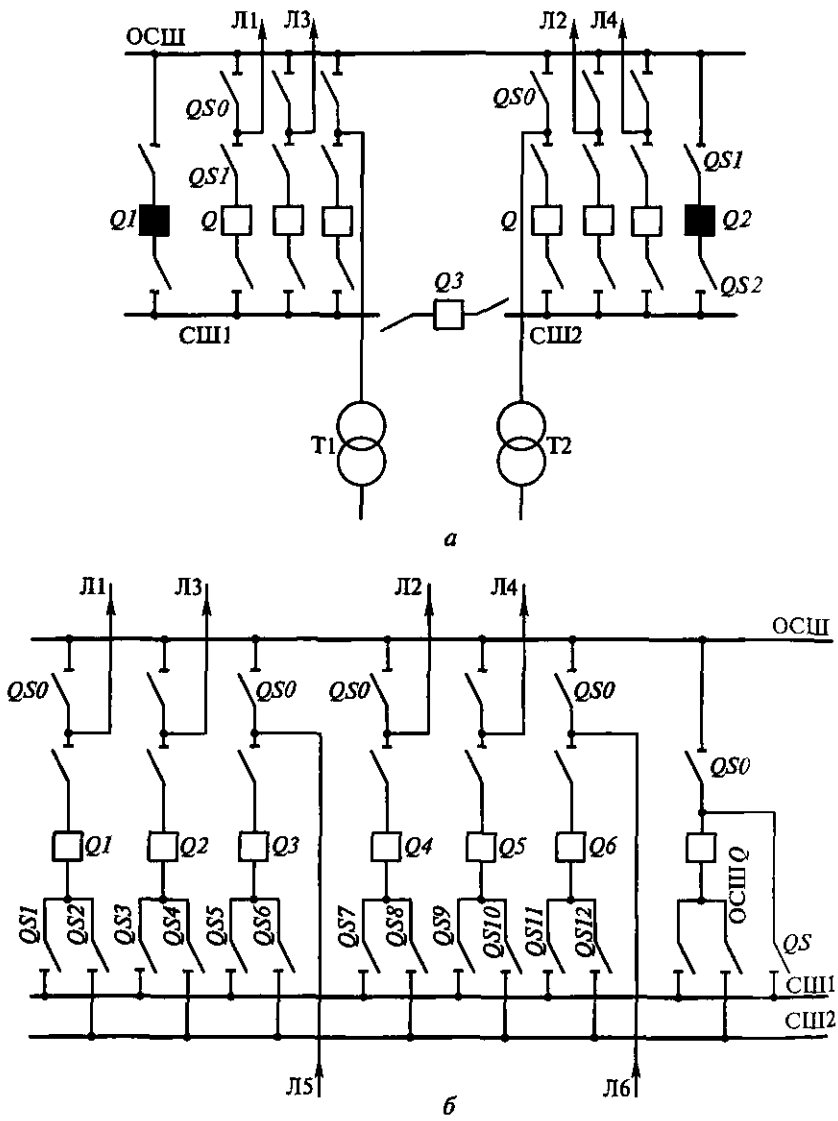 Л1 Л3 Л2 Л4
ОСШ
QS0 QS0
QS1 QS1
Q1 Q Q Q2
Q3 QS2
СШ1 СШ2
Т1 Т2
а
Л1 Л3 Л2 Л4
ОСШ
QS0 QS0 QS0 QS0
QS0
Q1 Q2 Q3 Q4 Q5 Q6
ОСШ Q
QS1 QS2 QS3 QS4 QS5 QS6 QS7 QS8 QS9 QS10 QS11 QS12
QS
СШ1
СШ2
Л5 Л6
б